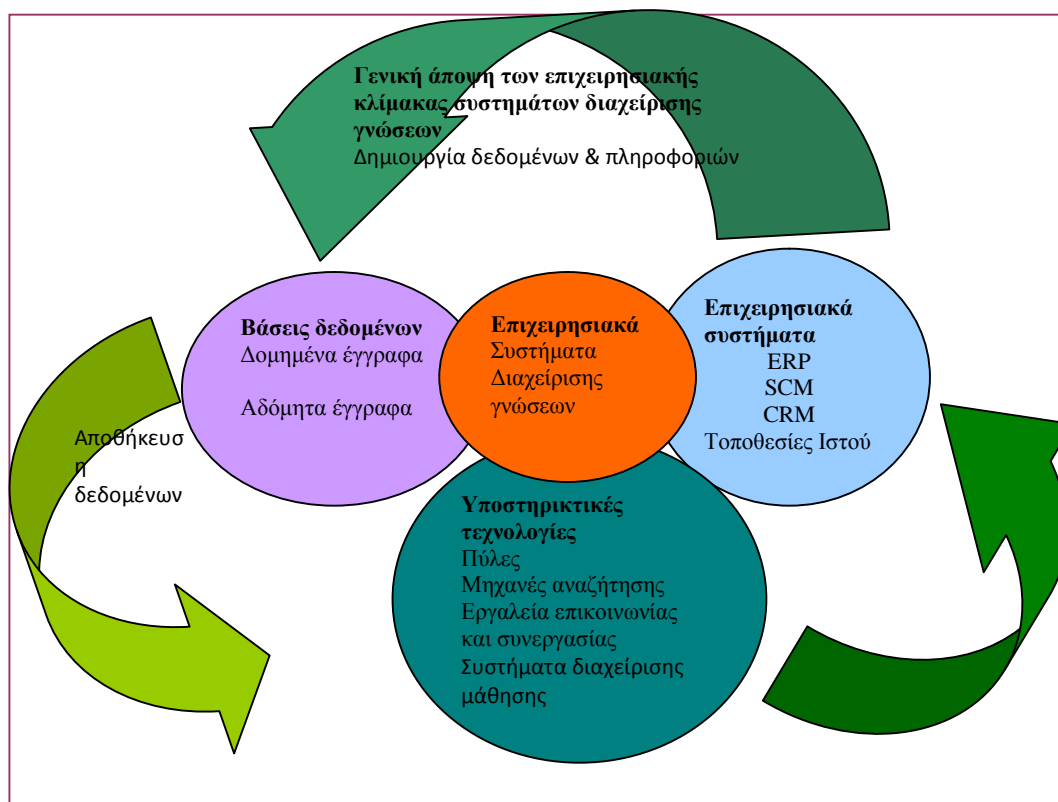 Γενική άποψη των επιχειρησιακής
κλίμακας συστημάτων διαχείρισης
γνώσεων
Δημιουργία δεδομένων & πληροφοριών
Βάσεις δεδομένων
Δομημένα έγγραφα
Αδόμητα έγγραφα
Επιχειρησιακά
Συστήματα
Διαχείρισης
γνώσεων
Επιχειρησιακά
συστήματα
ERP
SCM
CRM
Τοποθεσίες Ιστού
Αποθήκευσ
η
δεδομένων
Υποστηρικτικές
τεχνολογίες
Πύλες
Μηχανές αναζήτησης
Εργαλεία επικοινωνίας
και συνεργασίας
Συστήματα διαχείρισης
μάθησης